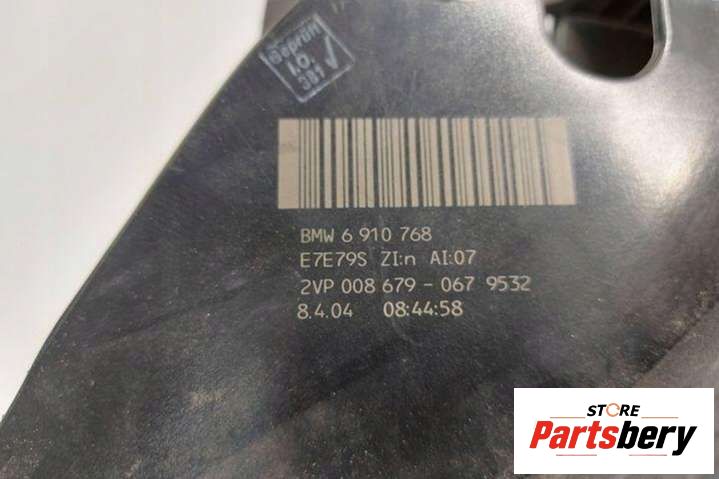 Geprüft
I.O.
381
BMW 6 910 768
E7E79S ZI:n AI:07
2VP 008 679 - 067 9532
8.4.04 08:44:58
STORE
Partsbery